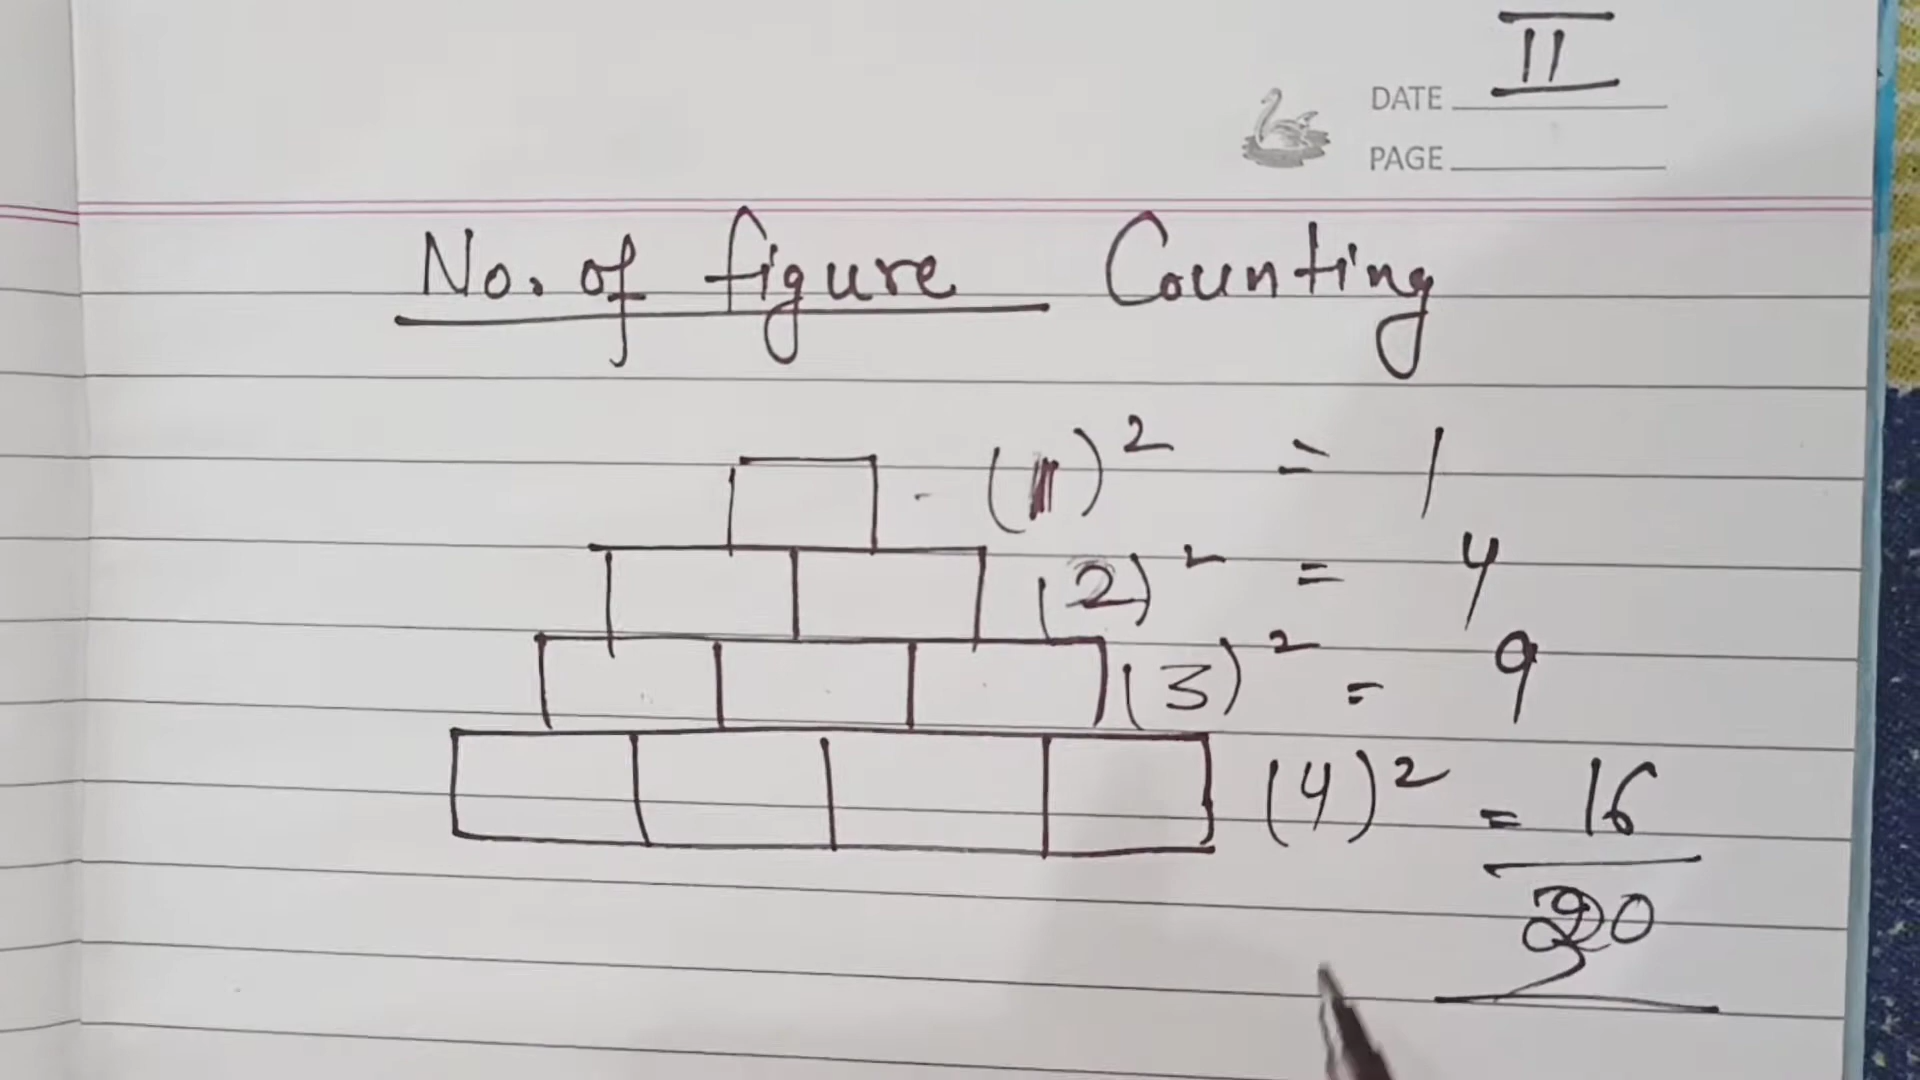 II
DATE
PAGE
No. of figure Counting
(1)² = 1
(2)² = 4
(3)² = 9
(4)² = 16
30